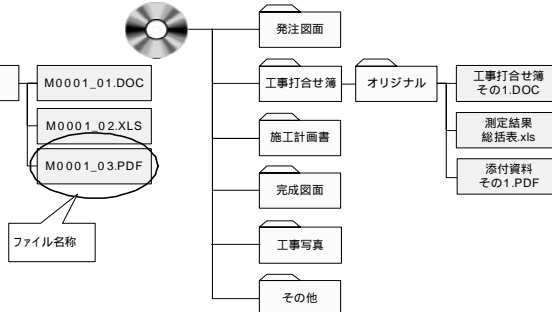 M0001_01.DOC
M0001_02.XLS
M0001_03.PDF
ファイル名称
発注図面
工事打合せ簿
オリジナル
工事打合せ簿
その1.DOC
測定結果
総括表.xls
添付資料
その1.PDF
施工計画書
完成図面
工事写真
その他